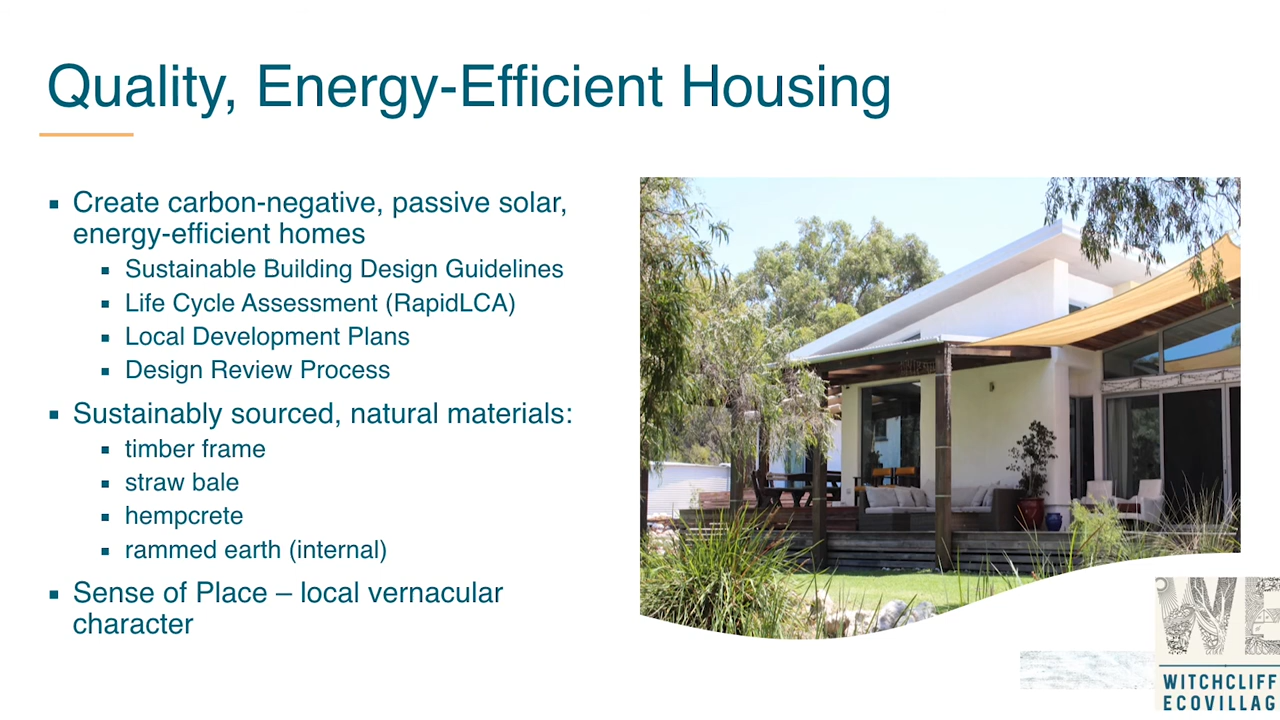 Quality, Energy-Efficient Housing
▪ Create carbon-negative, passive solar,
energy-efficient homes
▪ Sustainable Building Design Guidelines
▪ Life Cycle Assessment (RapidLCA)
▪ Local Development Plans
▪ Design Review Process
▪ Sustainably sourced, natural materials:
▪ timber frame
▪ straw bale
▪ hempcrete
▪ rammed earth (internal)
▪ Sense of Place – local vernacular
character
WE
WITCHCLIFF
ECOVILLAG